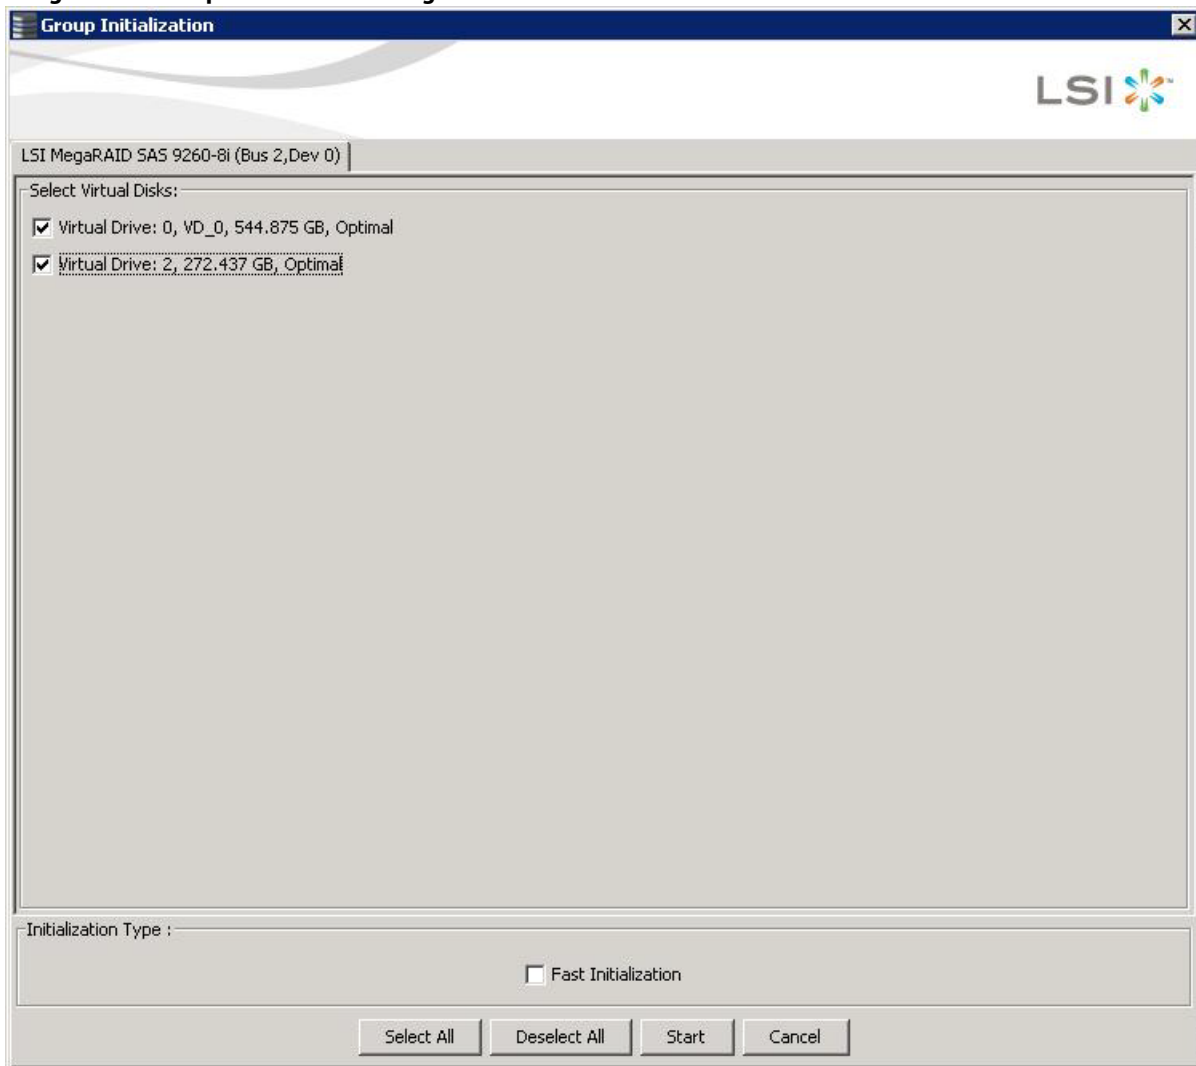 Group Initialization
LSI
LSI MegaRAID SAS 9260-8i (Bus 2,Dev 0)
Select Virtual Disks:
Virtual Drive: 0, VD_0, 544.875 GB, Optimal
Virtual Drive: 2, 272.437 GB, Optimal
Initialization Type :
Fast Initialization
Select All Deselect All Start Cancel